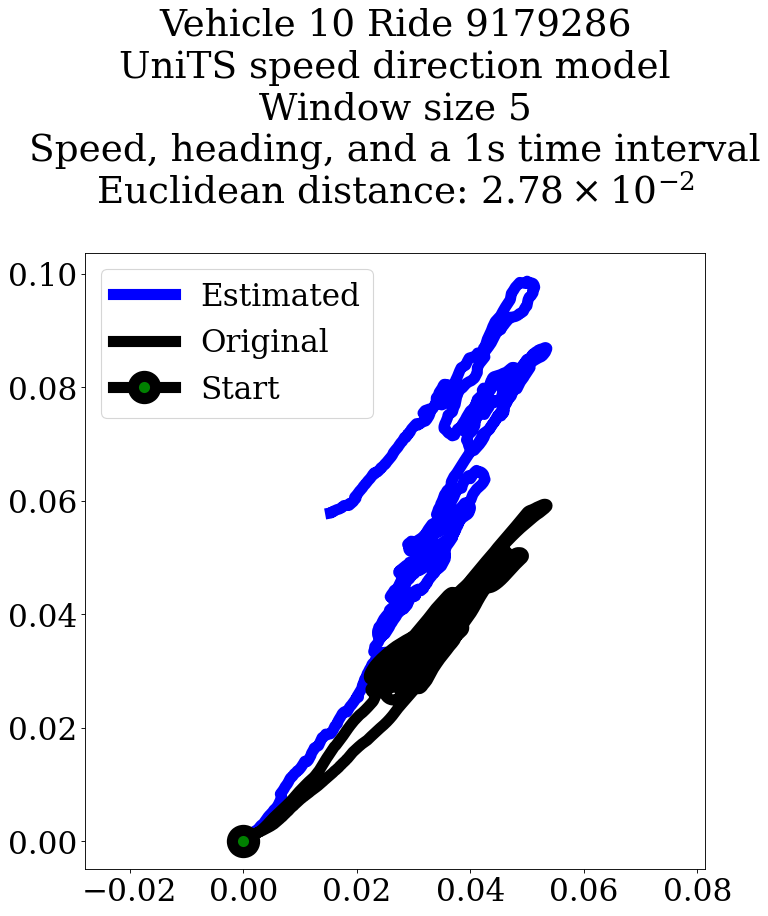 Vehicle 10 Ride 9179286
UniTS speed direction model
Window size 5
Speed, heading, and a 1s time interval
Euclidean distance: 2.78 × 10⁻²
Estimated
Original
Start
0.10
0.08
0.06
0.04
0.02
0.00
−0.02 0.00 0.02 0.04 0.06 0.08